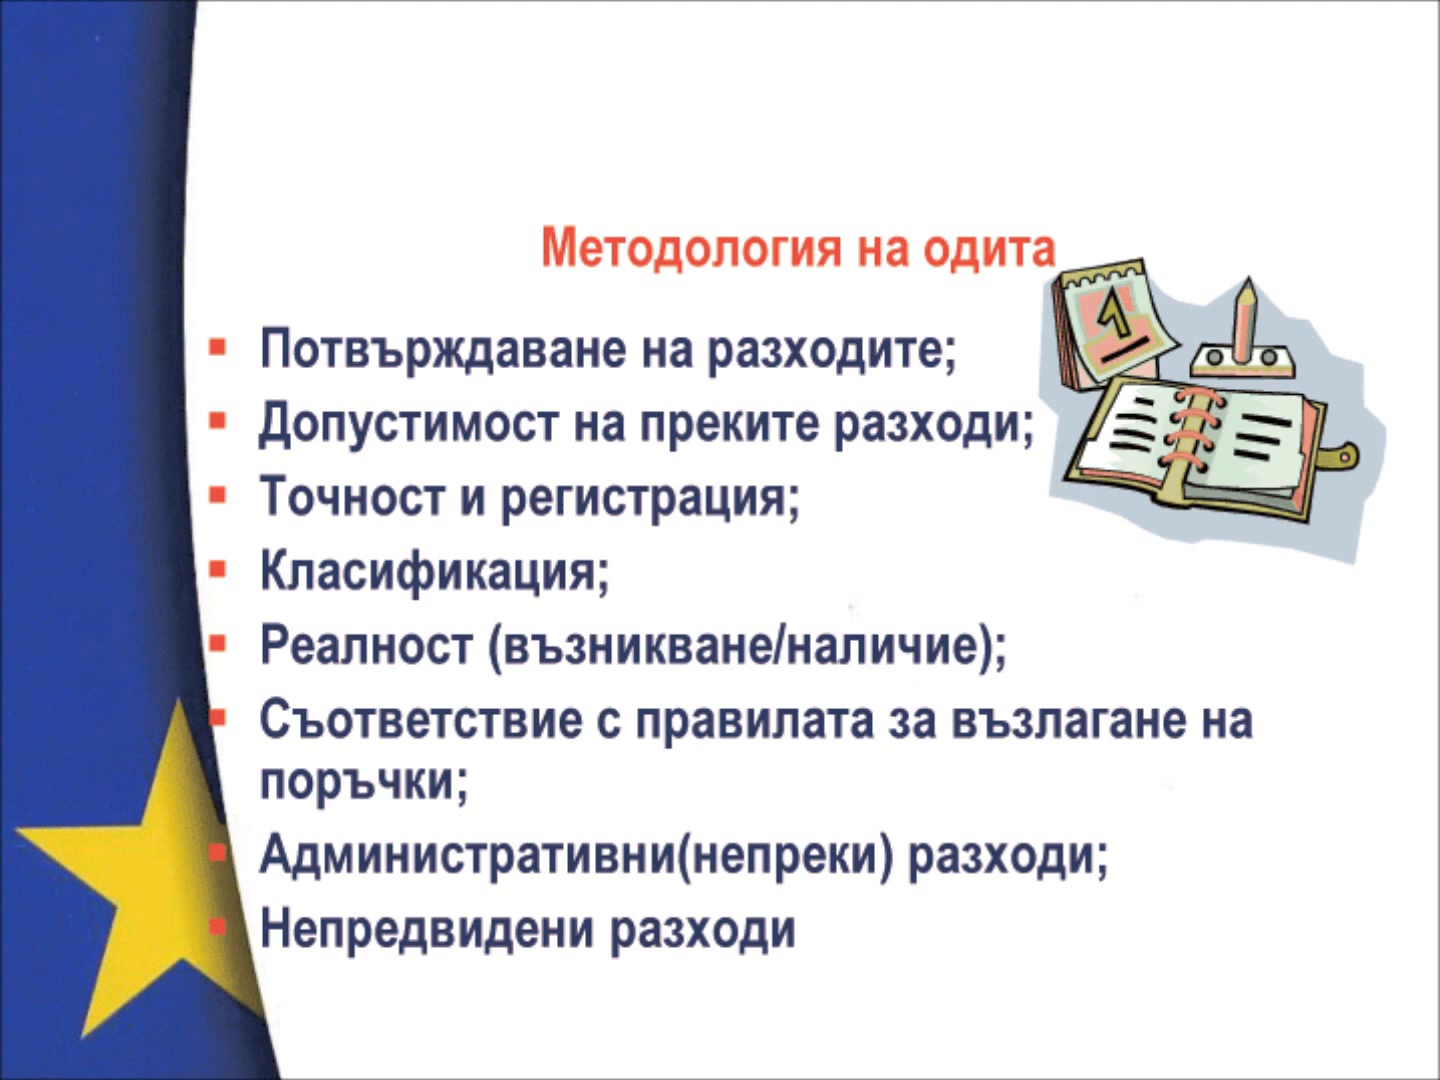 Методология на одита
Потвърждаване на разходите;
Допустимост на преките разходи;
Точност и регистрация;
Класификация;
Реалност (възникване/наличие);
Съответствие с правилата за възлагане на
поръчки;
Административни(непреки) разходи;
Непредвидени разходи
1